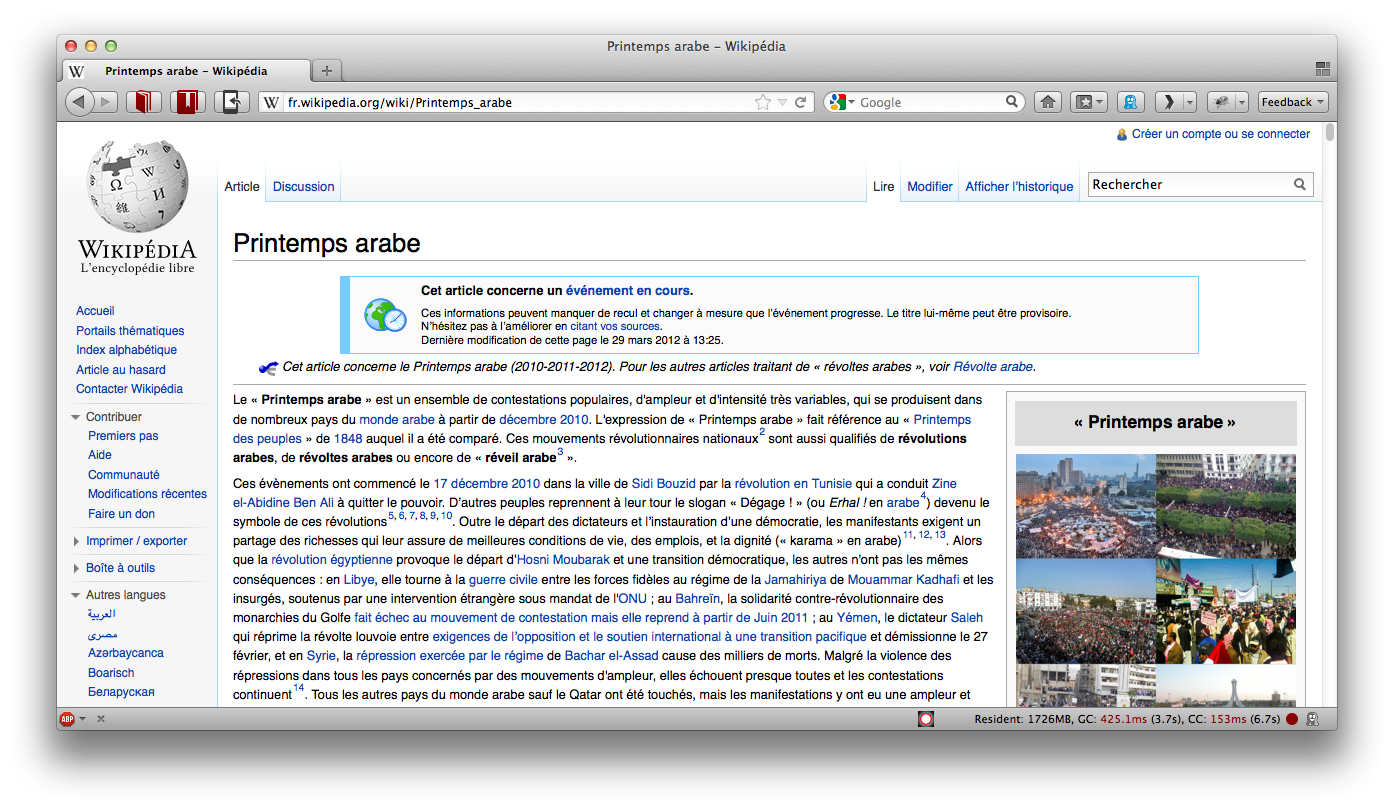 Printemps arabe – Wikipédia
W Printemps arabe – Wikipédia
W fr.wikipedia.org/wiki/Printemps_arabe
Google
Feedback
Créer un compte ou se connecter
Article Discussion
Lire Modifier Afficher l'historique
Rechercher
WIKIPÉDIA
L'encyclopédie libre
Accueil
Portails thématiques
Index alphabétique
Article au hasard
Contacter Wikipédia
Contribuer
Premiers pas
Aide
Communauté
Modifications récentes
Faire un don
Imprimer / exporter
Boîte à outils
Autres langues
العربية
مصرى
Azərbaycanca
Boarisch
Беларуская
Printemps arabe
Cet article concerne un événement en cours.
Ces informations peuvent manquer de recul et changer à mesure que l'événement progresse. Le titre lui-même peut être provisoire.
N'hésitez pas à l'améliorer en citant vos sources.
Dernière modification de cette page le 29 mars 2012 à 13:25.
Cet article concerne le Printemps arabe (2010-2011-2012). Pour les autres articles traitant de « révoltes arabes », voir Révolte arabe.
Le « Printemps arabe » est un ensemble de contestations populaires, d'ampleur et d'intensité très variables, qui se produisent dans
de nombreux pays du monde arabe à partir de décembre 2010. L'expression de « Printemps arabe » fait référence au « Printemps
des peuples » de 1848 auquel il a été comparé. Ces mouvements révolutionnaires nationaux2 sont aussi qualifiés de révolutions
arabes, de révoltes arabes ou encore de « réveil arabe3 ».
Ces évènements ont commencé le 17 décembre 2010 dans la ville de Sidi Bouzid par la révolution en Tunisie qui a conduit Zine
el-Abidine Ben Ali à quitter le pouvoir. D'autres peuples reprennent à leur tour le slogan « Dégage ! » (ou Erhal ! en arabe4) devenu le
symbole de ces révolutions5, 6, 7, 8, 9, 10. Outre le départ des dictateurs et l'instauration d'une démocratie, les manifestants exigent un
partage des richesses qui leur assure de meilleures conditions de vie, des emplois, et la dignité (« karama » en arabe)11, 12, 13. Alors
que la révolution égyptienne provoque le départ d'Hosni Moubarak et une transition démocratique, les autres n'ont pas les mêmes
conséquences : en Libye, elle tourne à la guerre civile entre les forces fidèles au régime de la Jamahiriya de Mouammar Kadhafi et les
insurgés, soutenus par une intervention étrangère sous mandat de l'ONU ; au Bahreïn, la solidarité contre-révolutionnaire des
monarchies du Golfe fait échec au mouvement de contestation mais elle reprend à partir de Juin 2011 ; au Yémen, le dictateur Saleh
qui réprime la révolte louvoie entre exigences de l'opposition et le soutien international à une transition pacifique et démissionne le 27
février, et en Syrie, la répression exercée par le régime de Bachar el-Assad cause des milliers de morts. Malgré la violence des
répressions dans tous les pays concernés par des mouvements d'ampleur, elles échouent presque toutes et les contestations
continuent14. Tous les autres pays du monde arabe sauf le Qatar ont été touchés, mais les manifestations y ont eu une ampleur et
« Printemps arabe »
ABP
Resident: 1726MB, GC: 425.1ms (3.7s), CC: 153ms (6.7s)